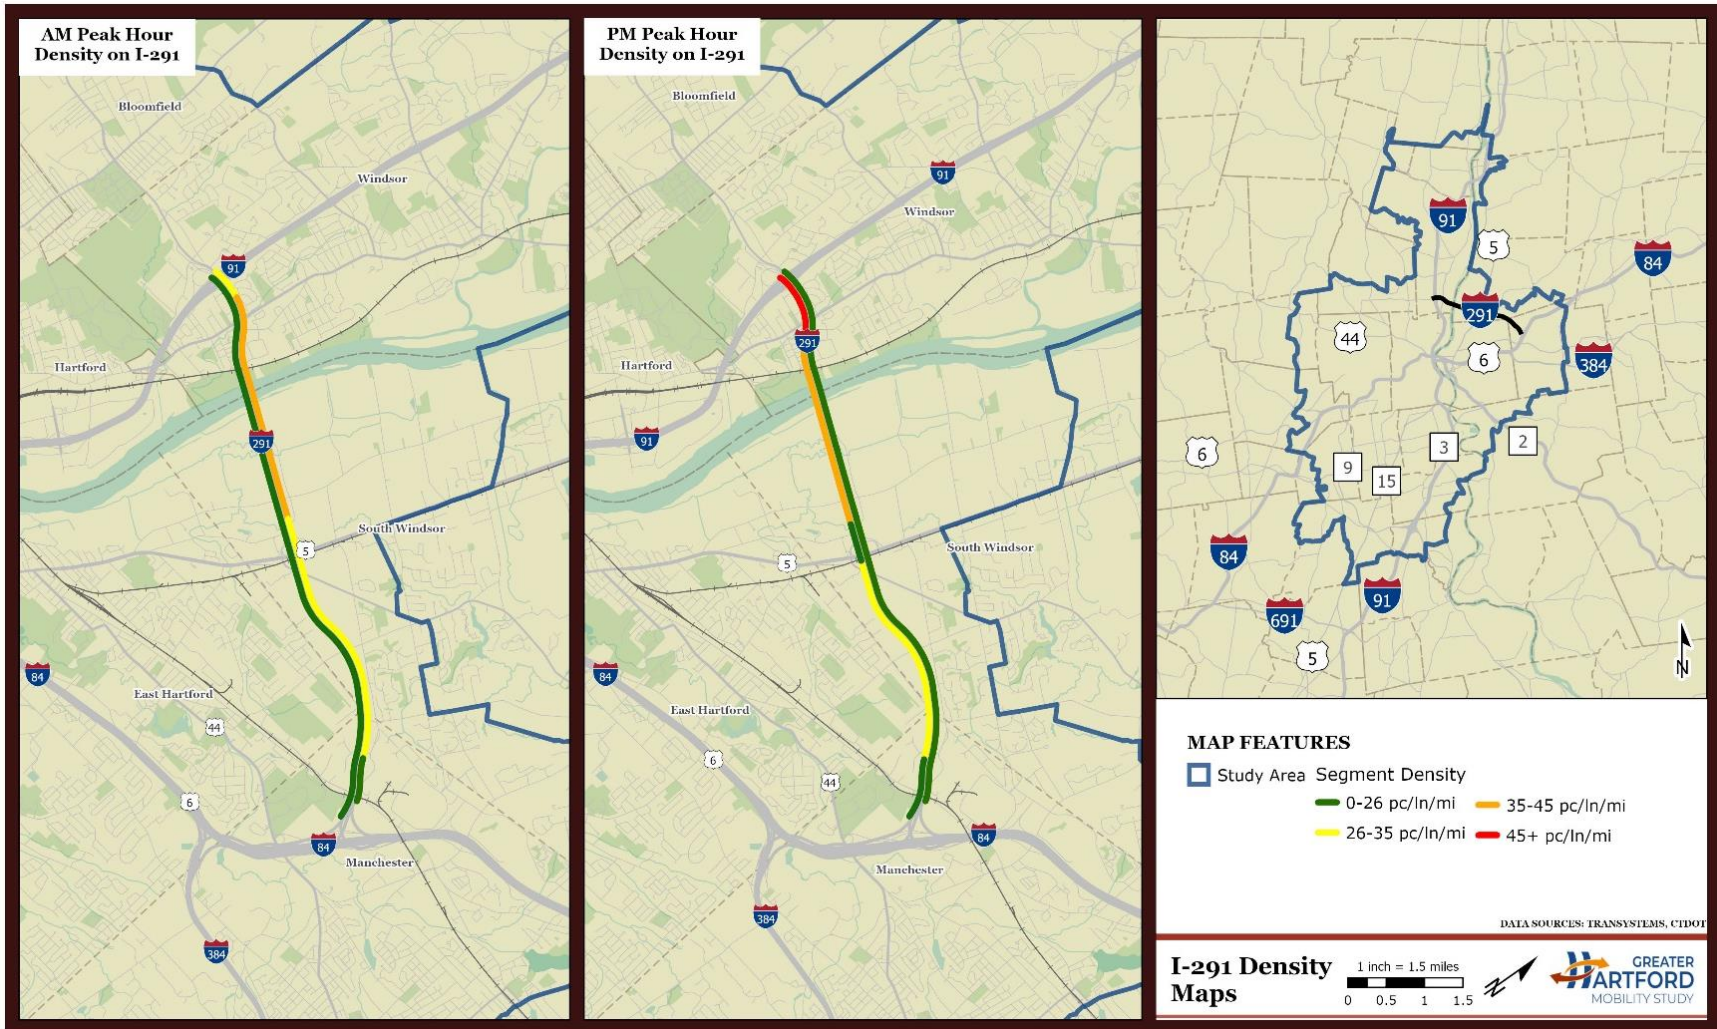 AM Peak Hour
Density on I-291
Bloomfield
Windsor
91
Hartford
291
South Windsor
5
84
East Hartford
44
6
84
Manchester
384
PM Peak Hour
Density on I-291
Bloomfield
91
Windsor
291
Hartford
91
South Windsor
5
84
East Hartford
6
44
84
Manchester
384
91
5
84
291
44
6
384
3
2
6
9
15
84
91
691
5
N
MAP FEATURES
Study Area
Segment Density
0-26 pc/ln/mi
35-45 pc/ln/mi
26-35 pc/ln/mi
45+ pc/ln/mi
DATA SOURCES: TRANSYSTEMS, CTDOT
I-291 Density
Maps
1 inch = 1.5 miles
0 0.5 1 1.5
N
GREATER
HARTFORD
MOBILITY STUDY